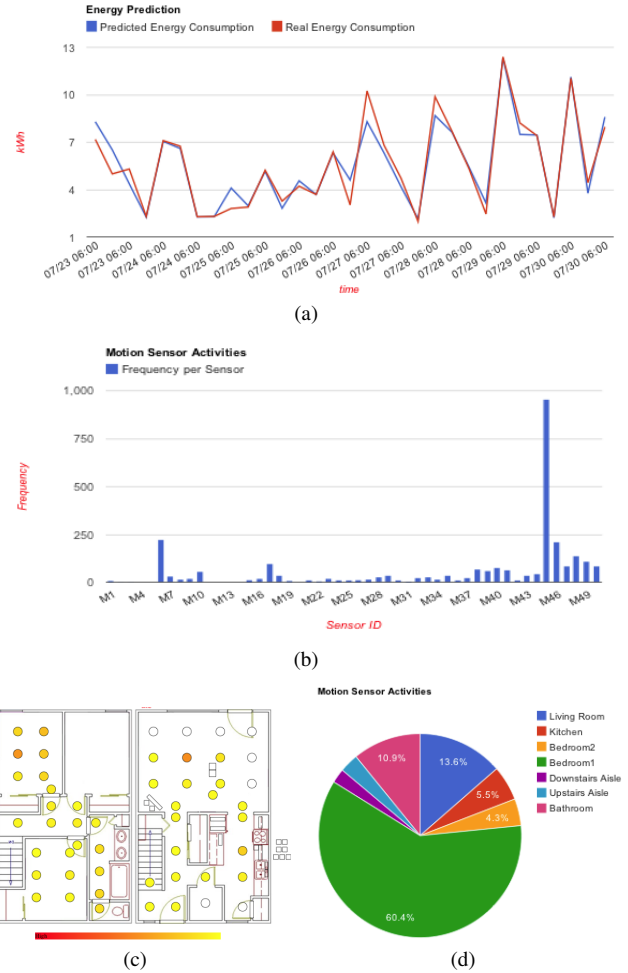 Energy Prediction
Predicted Energy Consumption Real Energy Consumption
13
10
7
4
1
kWh
07/23 06:00 07/23 06:00 07/24 06:00 07/24 06:00 07/25 06:00 07/25 06:00 07/26 06:00 07/26 06:00 07/27 06:00 07/27 06:00 07/28 06:00 07/28 06:00 07/29 06:00 07/29 06:00 07/30 06:00 07/30 06:00
time
(a)
Motion Sensor Activities
Frequency per Sensor
1,000
750
500
250
0
Frequency
M1 M4 M7 M10 M13 M16 M19 M22 M25 M28 M31 M34 M37 M40 M43 M46 M49
Sensor ID
(b)
Motion Sensor Activities
Living Room
Kitchen
Bedroom2
Bedroom1
Downstairs Aisle
Upstairs Aisle
Bathroom
10.9%
13.6%
5.5%
4.3%
60.4%
High
(c) (d)